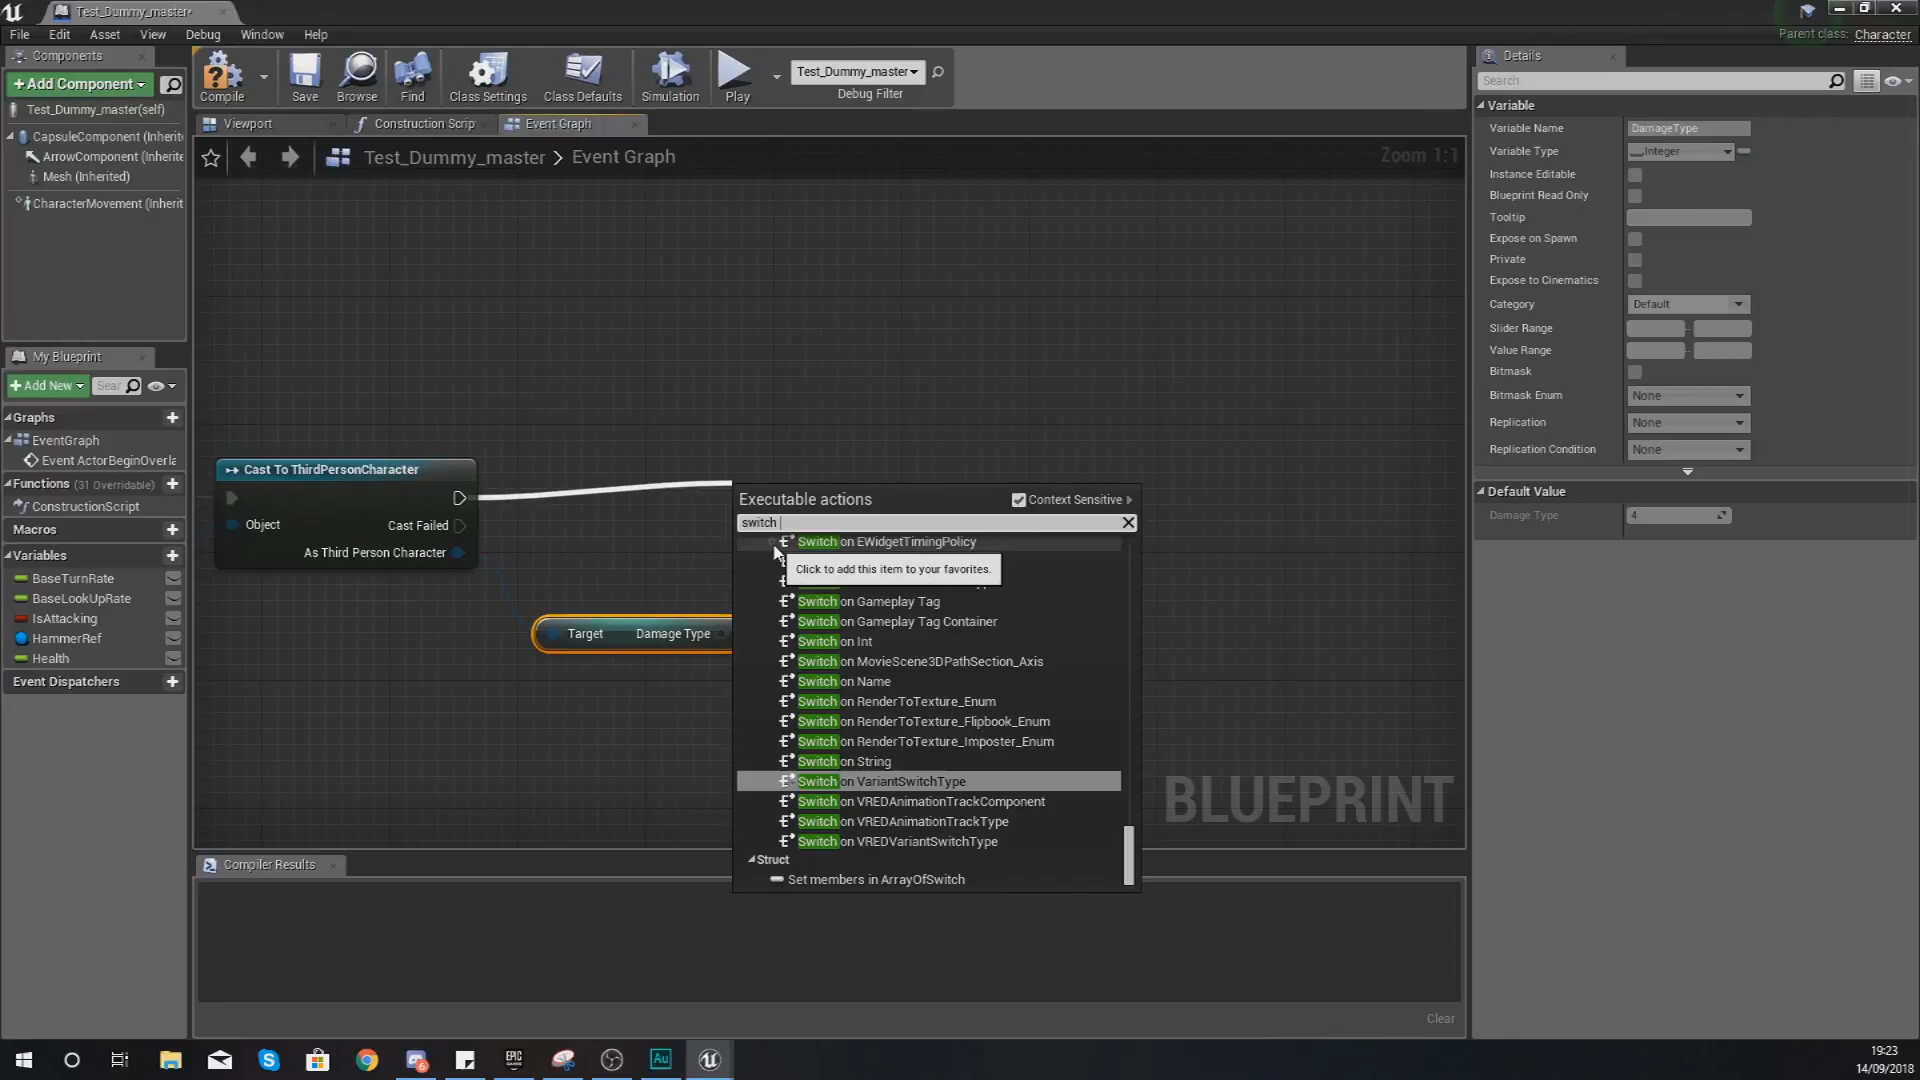 Test_Dummy_master*
File Edit Asset View Debug Window Help
Parent class: Character
Components
+Add Component
Test_Dummy_master(self)
CapsuleComponent (Inherit
ArrowComponent (Inherite
Mesh (Inherited)
CharacterMovement (Inherit
Compile
Save
Browse
Find
Class Settings
Class Defaults
Simulation
Play
Test_Dummy_master
Debug Filter
Viewport
Construction Scrip
Event Graph
Test_Dummy_master > Event Graph
Zoom 1:1
My Blueprint
+Add New
Sear
Graphs
EventGraph
Event ActorBeginOverla
Functions (31 Overridable)
ConstructionScript
Macros
Variables
BaseTurnRate
BaseLookUpRate
IsAttacking
HammerRef
Health
Event Dispatchers
Cast To ThirdPersonCharacter
Object
Cast Failed
As Third Person Character
Target
Damage Type
Executable actions
Context Sensitive
switch
Switch on EWidgetTimingPolicy
Click to add this item to your favorites.
Switch on Gameplay Tag
Switch on Gameplay Tag Container
Switch on Int
Switch on MovieScene3DPathSection_Axis
Switch on Name
Switch on RenderToTexture_Enum
Switch on RenderToTexture_Flipbook_Enum
Switch on RenderToTexture_Imposter_Enum
Switch on String
Switch on VariantSwitchType
Switch on VREDAnimationTrackComponent
Switch on VREDAnimationTrackType
Switch on VREDVariantSwitchType
Struct
Set members in ArrayOfSwitch
BLUEPRINT
Compiler Results
Clear
Details
Search
Variable
Variable Name DamageType
Variable Type Integer
Instance Editable
Blueprint Read Only
Tooltip
Expose on Spawn
Private
Expose to Cinematics
Category Default
Slider Range
Value Range
Bitmask
Bitmask Enum None
Replication None
Replication Condition None
Default Value
Damage Type 4
EPIC
GAMES
Au
6
19:23
14/09/2018